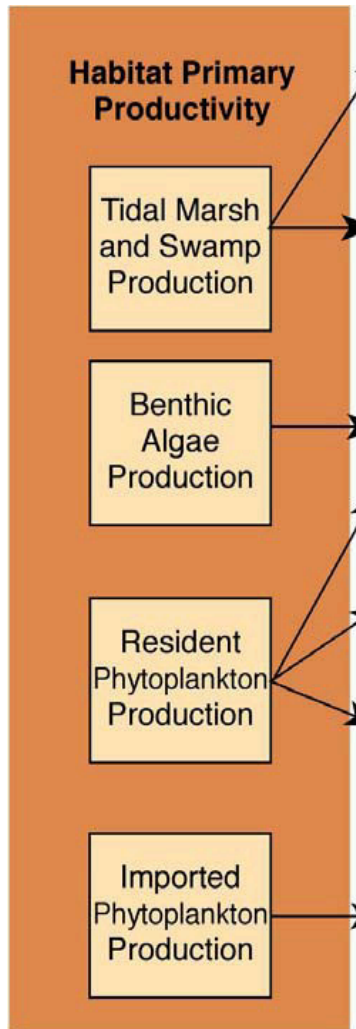 Habitat Primary
Productivity
Tidal Marsh
and Swamp
Production
Benthic
Algae
Production
Resident
Phytoplankton
Production
Imported
Phytoplankton
Production